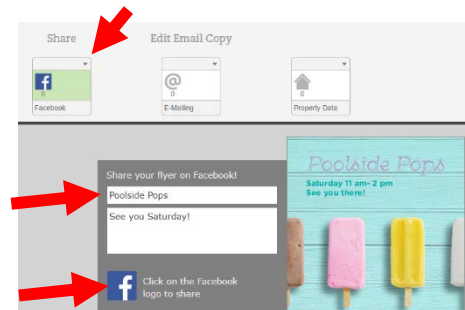 Share
Edit Email Copy
f
0
Facebook
@
0
E-Mailing
0
Property Data
Share your flyer on Facebook!
Poolside Pops
See you Saturday!
f
Click on the Facebook
logo to share
Poolside Pops
Saturday 11 am- 2 pm
See you there!